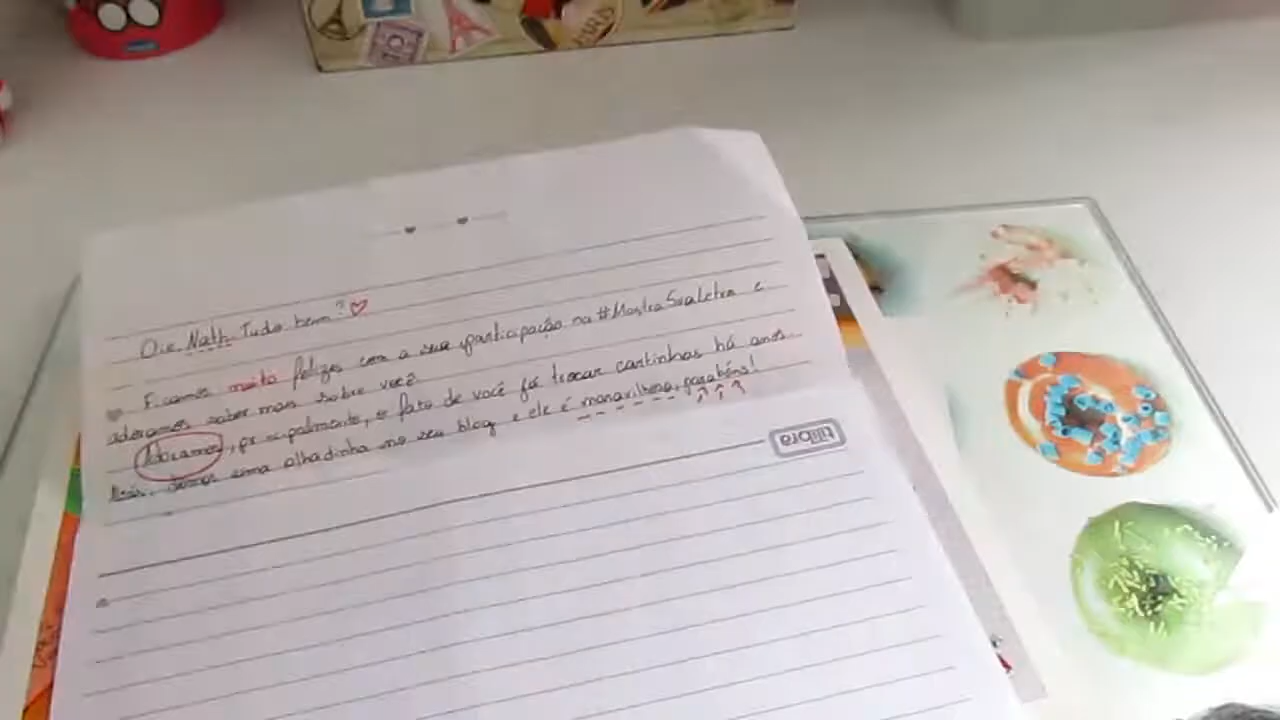 Oie Nath Tudo bem?
Ficamos muito felizes com a sua participação na #MostraSuaLetra e
adoramos saber mais sobre você.
Adoramos, principalmente, o fato de você já trocar cartinhas há anos...
demos uma olhadinha no seu blog e ele é maravilhoso, parabéns!
tilibra